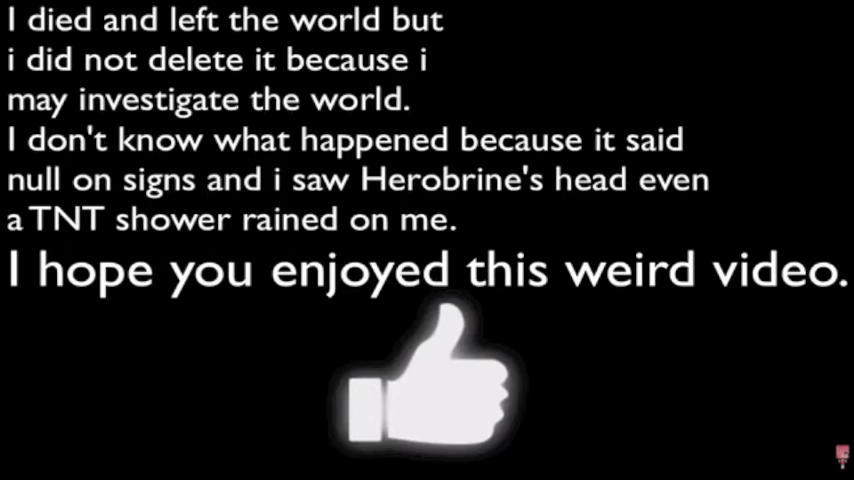 I died and left the world but
i did not delete it because i
may investigate the world.
I don't know what happened because it said
null on signs and i saw Herobrine's head even
a TNT shower rained on me.
I hope you enjoyed this weird video.